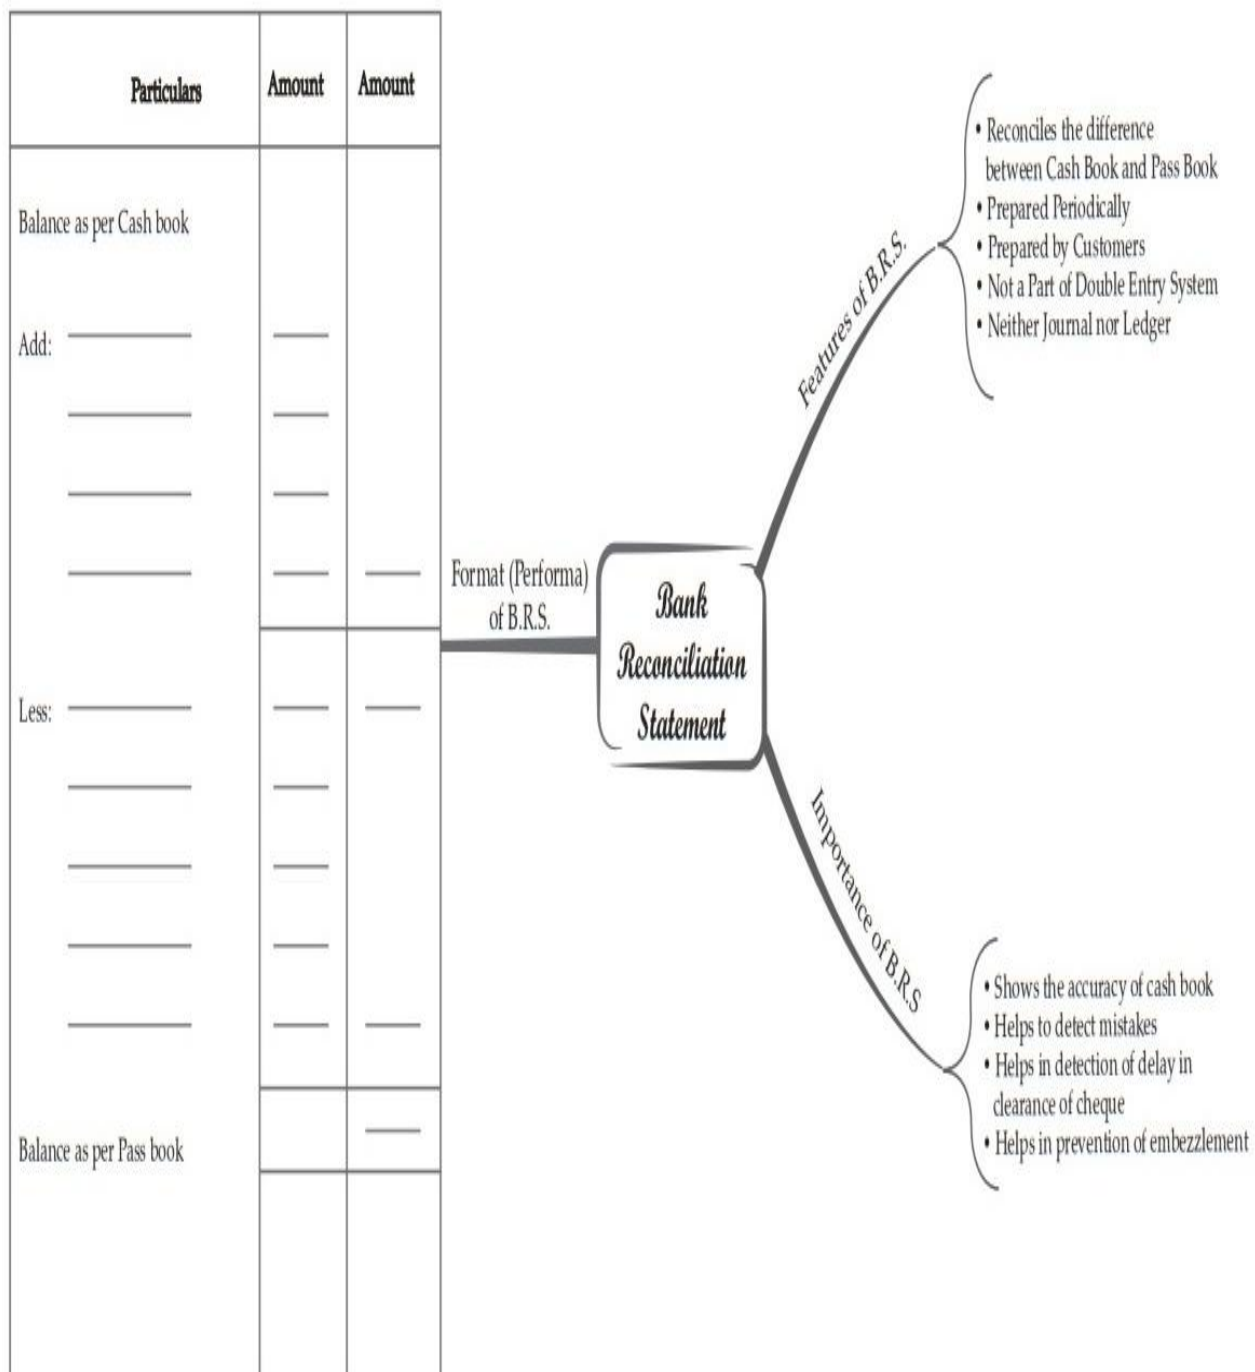 Particulars Amount Amount
Balance as per Cash book
Add:
Less:
Balance as per Pass book
Format (Performa)
of B.R.S.
Bank
Reconciliation
Statement
Features of B.R.S.
• Reconciles the difference
between Cash Book and Pass Book
• Prepared Periodically
• Prepared by Customers
• Not a Part of Double Entry System
• Neither Journal nor Ledger
Importance of B.R.S
• Shows the accuracy of cash book
• Helps to detect mistakes
• Helps in detection of delay in
clearance of cheque
• Helps in prevention of embezzlement